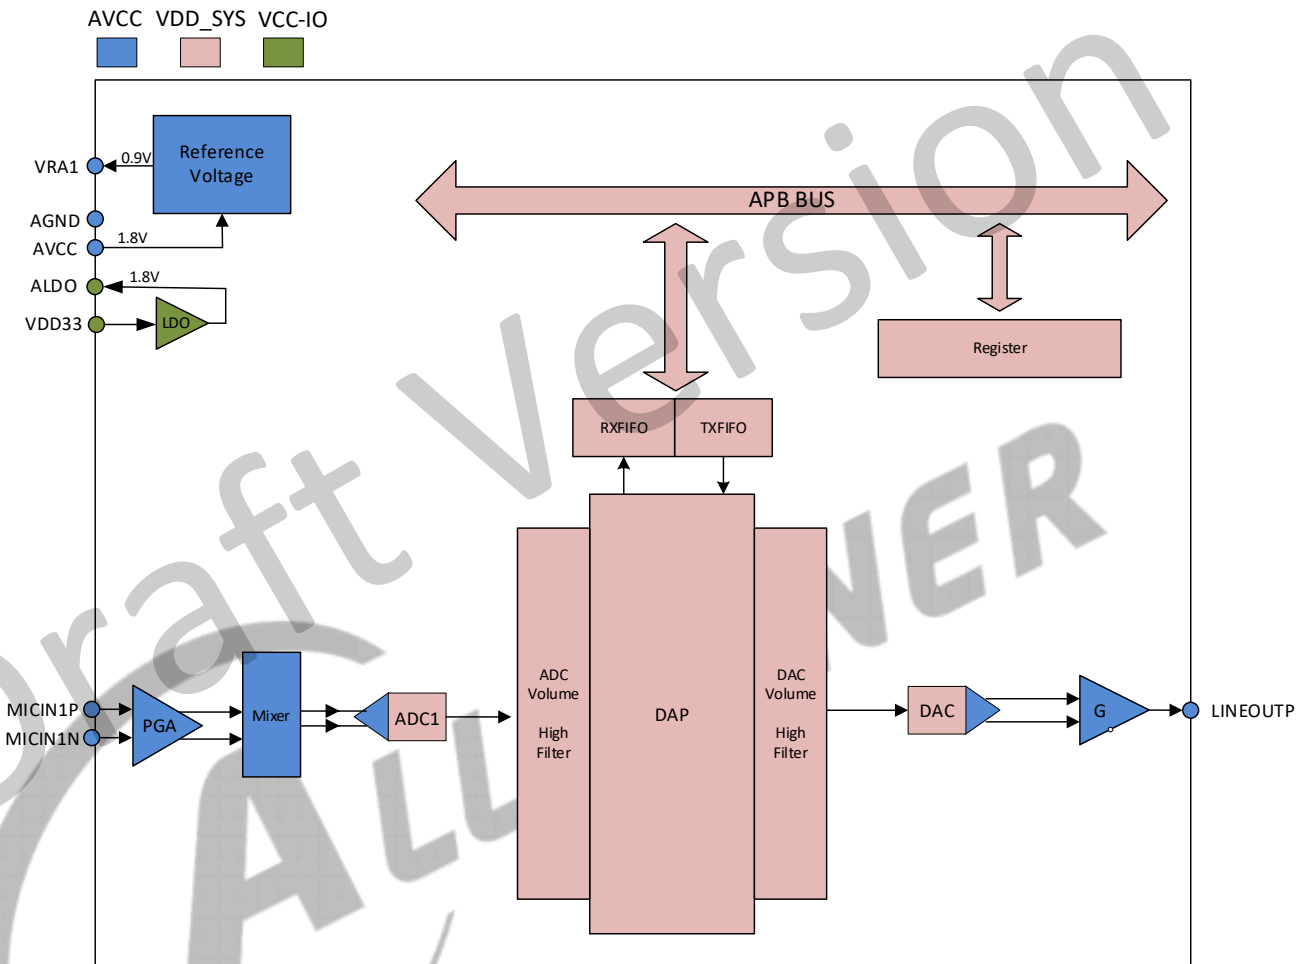 AVCC VDD_SYS VCC-IO
Reference
Voltage
VRA1
0.9V
AGND
AVCC
1.8V
ALDO
1.8V
VDD33
LDO
APB BUS
Register
RXFIFO
TXFIFO
ADC
Volume
High
Filter
DAP
DAC
Volume
High
Filter
MICIN1P
MICIN1N
PGA
Mixer
ADC1
DAC
G
LINEOUTP
Draft Version